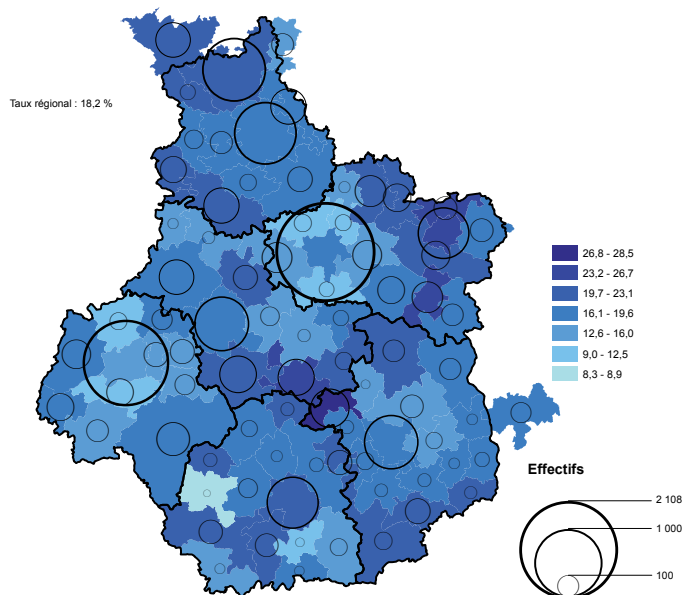 Taux régional : 18,2 %
26,8 - 28,5
23,2 - 26,7
19,7 - 23,1
16,1 - 19,6
12,6 - 16,0
9,0 - 12,5
8,3 - 8,9
Effectifs
2 108
1 000
100